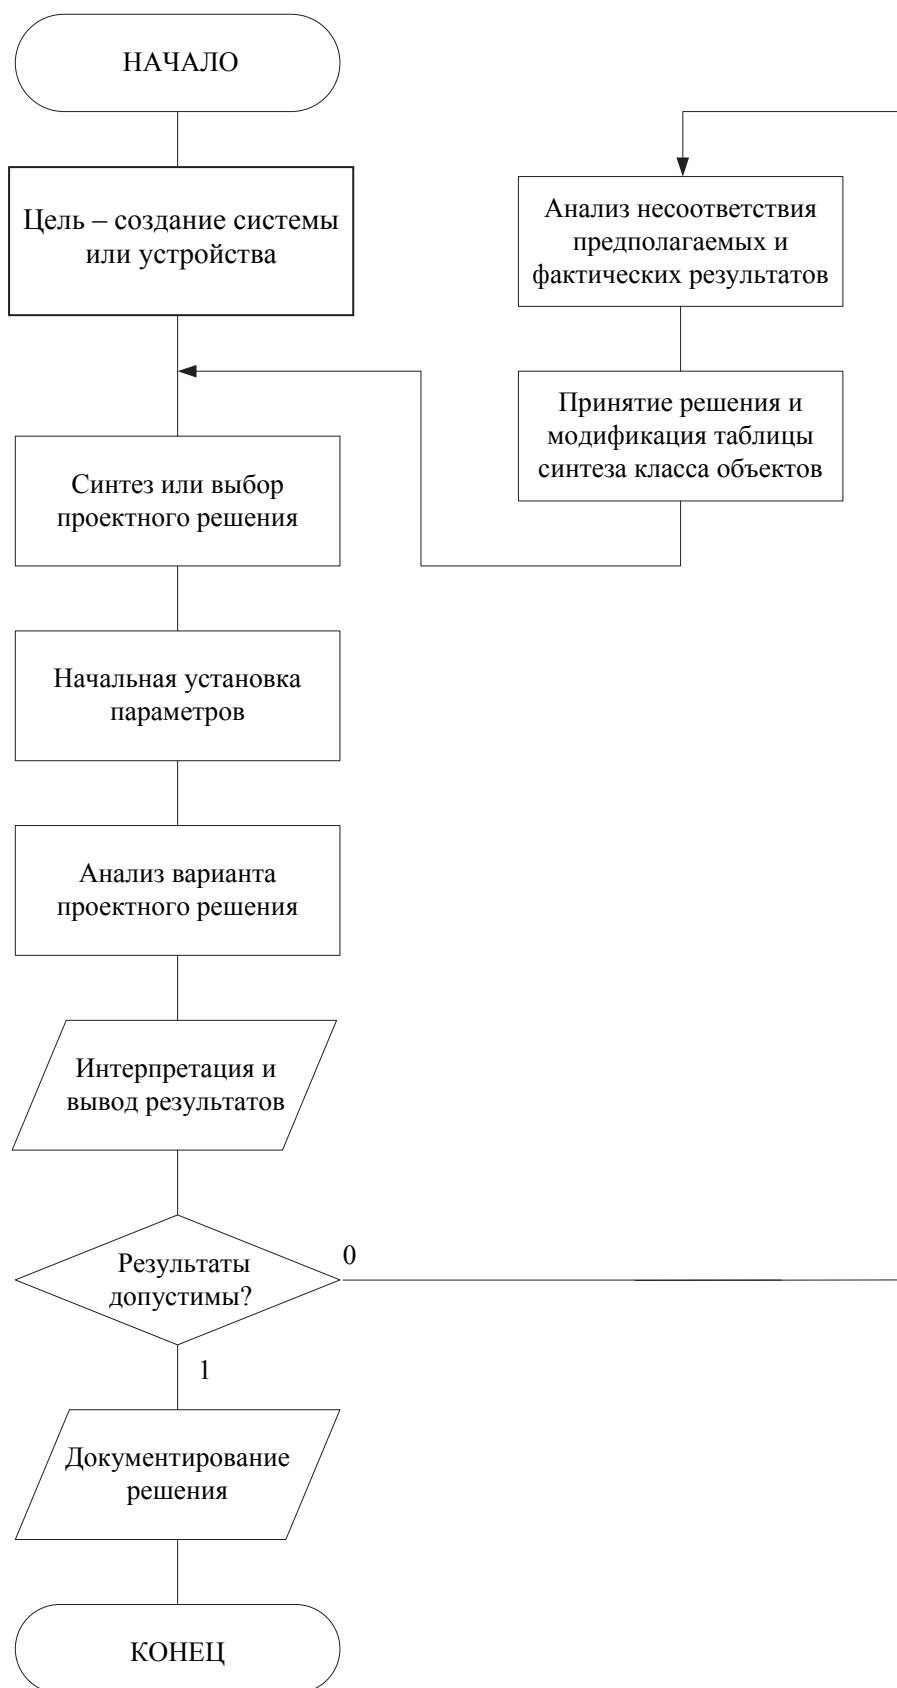 НАЧАЛО
Цель – создание системы
или устройства
Анализ несоответствия
предполагаемых и
фактических результатов
Принятие решения и
модификация таблицы
синтеза класса объектов
Синтез или выбор
проектного решения
Начальная установка
параметров
Анализ варианта
проектного решения
Интерпретация и
вывод результатов
Результаты
допустимы?
0
1
Документирование
решения
КОНЕЦ